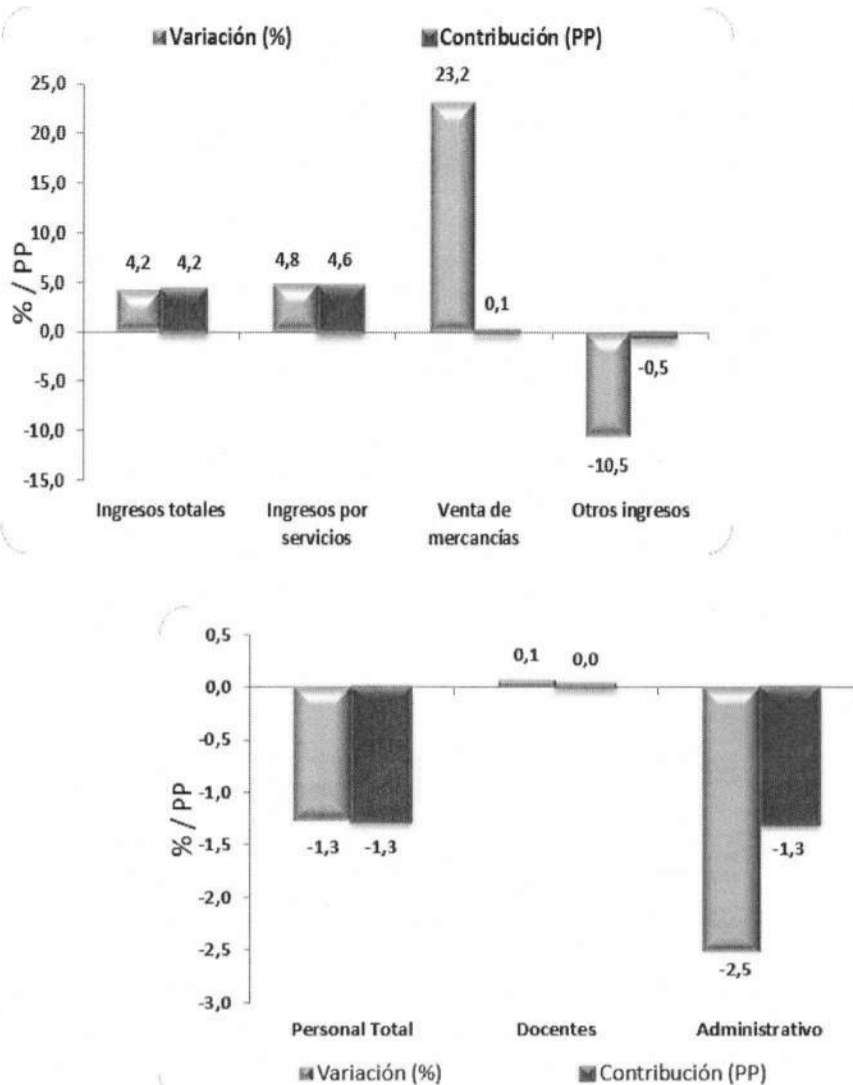 Variación (%) Contribución (PP)
25,0
20,0
15,0
10,0
5,0
0,0
-5,0
-10,0
-15,0
% / PP
4,2 4,2
4,8 4,6
23,2
0,1
-10,5
-0,5
Ingresos totales
Ingresos por
servicios
Venta de
mercancías
Otros ingresos
0,5
0,0
-0,5
-1,0
-1,5
-2,0
-2,5
-3,0
% / PP
-1,3 -1,3
0,1 0,0
-2,5
-1,3
Personal Total
Docentes
Administrativo
Variación (%) Contribución (PP)